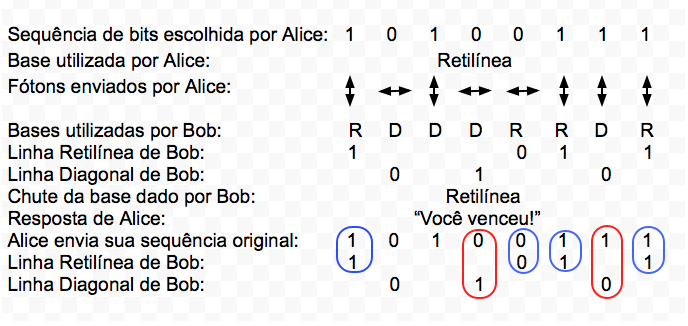 Sequência de bits escolhida por Alice: 1 0 1 0 0 1 1 1
Base utilizada por Alice: Retilínea
Fótons enviados por Alice:
Bases utilizadas por Bob: R D D D R R D R
Linha Retilínea de Bob: 1 0 1 1
Linha Diagonal de Bob: 0 1 0
Chute da base dado por Bob: Retilínea
Resposta de Alice: “Você venceu!”
Alice envia sua sequência original: 1 0 1 0 0 1 1 1
Linha Retilínea de Bob: 1 0 1 1
Linha Diagonal de Bob: 0 1 0